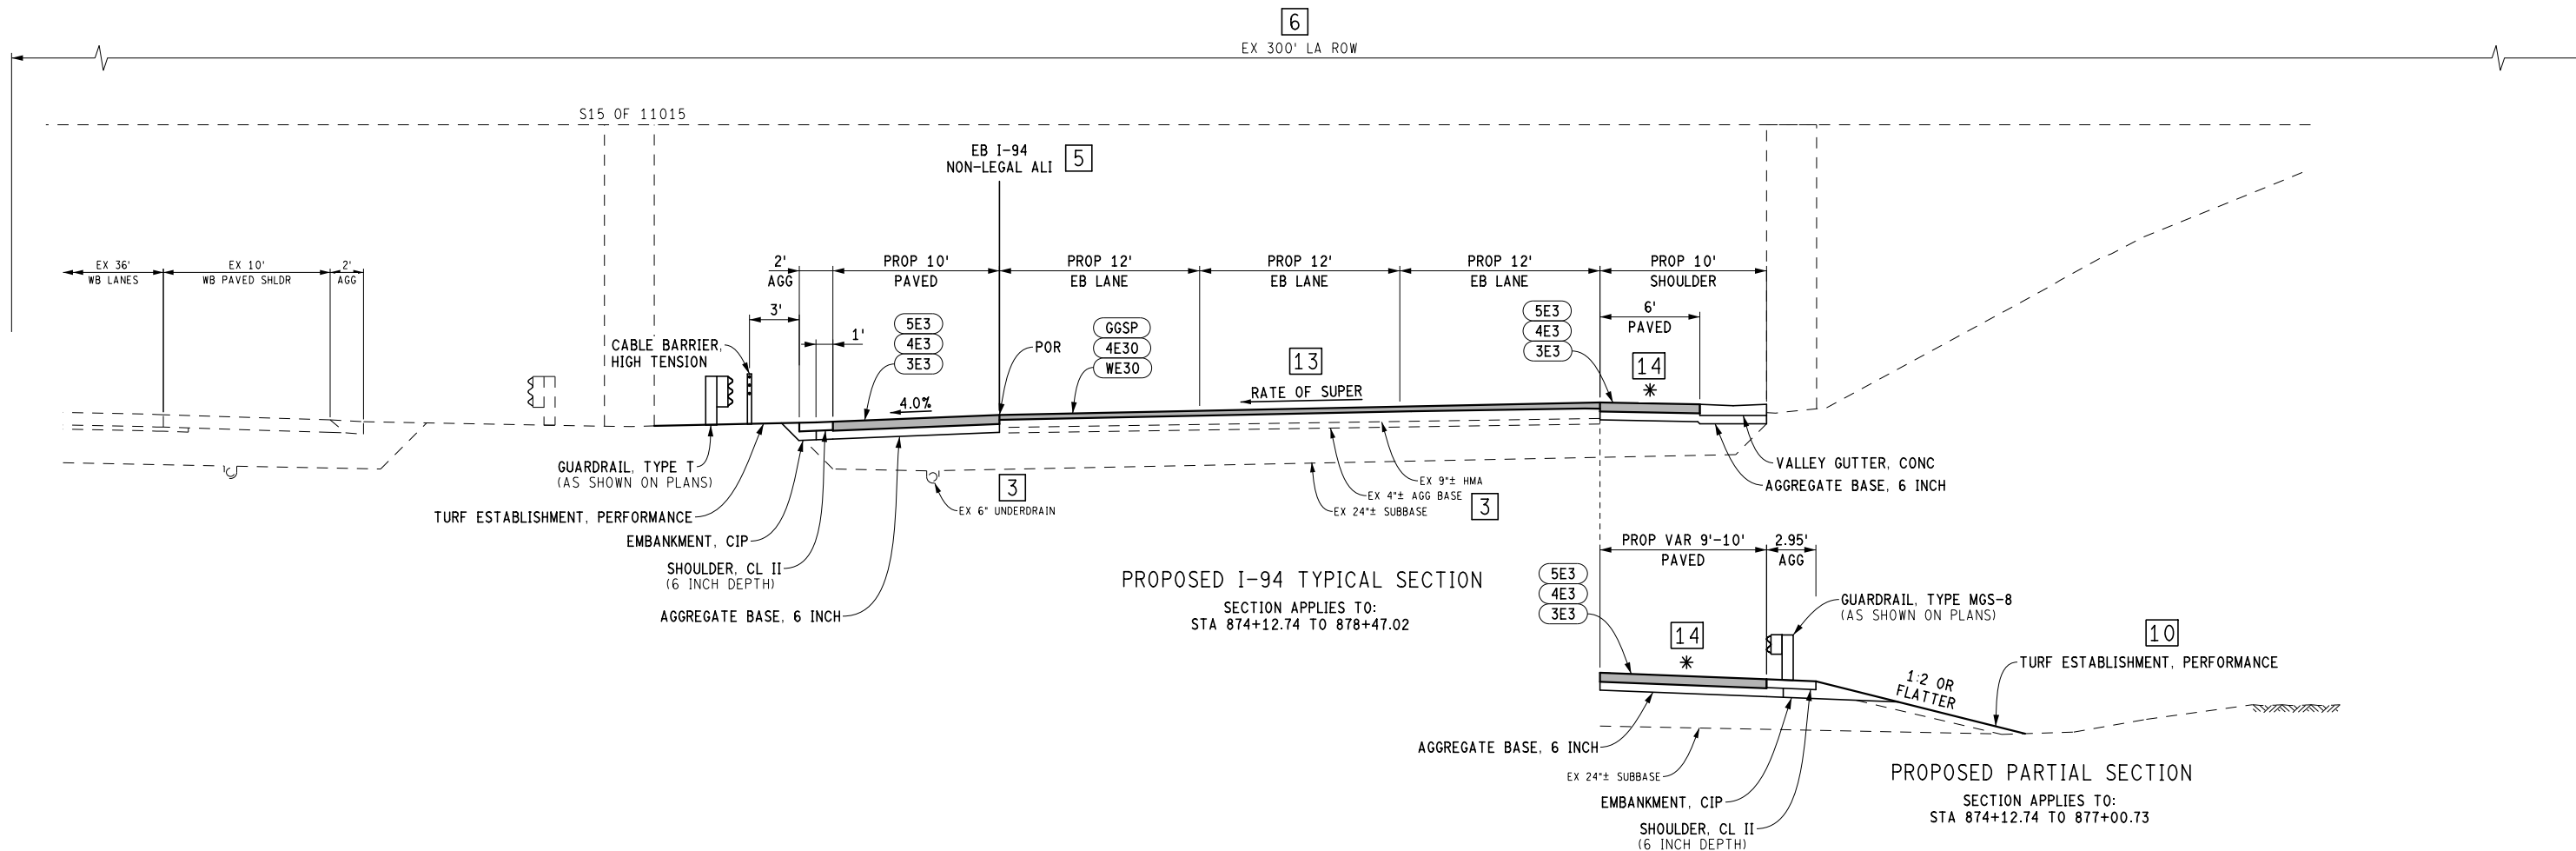 6
EX 300' LA ROW
S15 OF 11015
EB I-94
NON-LEGAL ALI
5
EX 36'
WB LANES
EX 10'
WB PAVED SHLDR
2'
AGG
2'
AGG
PROP 10'
PAVED
PROP 12'
EB LANE
PROP 12'
EB LANE
PROP 12'
EB LANE
PROP 10'
SHOULDER
3'
1'
6'
PAVED
CABLE BARRIER,
HIGH TENSION
5E3
4E3
3E3
POR
GGSP
4E30
WE30
13
RATE OF SUPER
5E3
4E3
3E3
14
*
4.0%
GUARDRAIL, TYPE T
(AS SHOWN ON PLANS)
TURF ESTABLISHMENT, PERFORMANCE
EMBANKMENT, CIP
SHOULDER, CL II
(6 INCH DEPTH)
AGGREGATE BASE, 6 INCH
3
EX 6" UNDERDRAIN
EX 9"± HMA
EX 4"± AGG BASE
EX 24"± SUBBASE
3
VALLEY GUTTER, CONC
AGGREGATE BASE, 6 INCH
PROPOSED I-94 TYPICAL SECTION
SECTION APPLIES TO:
STA 874+12.74 TO 878+47.02
PROP VAR 9'-10'
PAVED
2.95'
AGG
5E3
4E3
3E3
14
*
GUARDRAIL, TYPE MGS-8
(AS SHOWN ON PLANS)
10
TURF ESTABLISHMENT, PERFORMANCE
1:2 OR
FLATTER
AGGREGATE BASE, 6 INCH
EX 24"± SUBBASE
EMBANKMENT, CIP
SHOULDER, CL II
(6 INCH DEPTH)
PROPOSED PARTIAL SECTION
SECTION APPLIES TO:
STA 874+12.74 TO 877+00.73